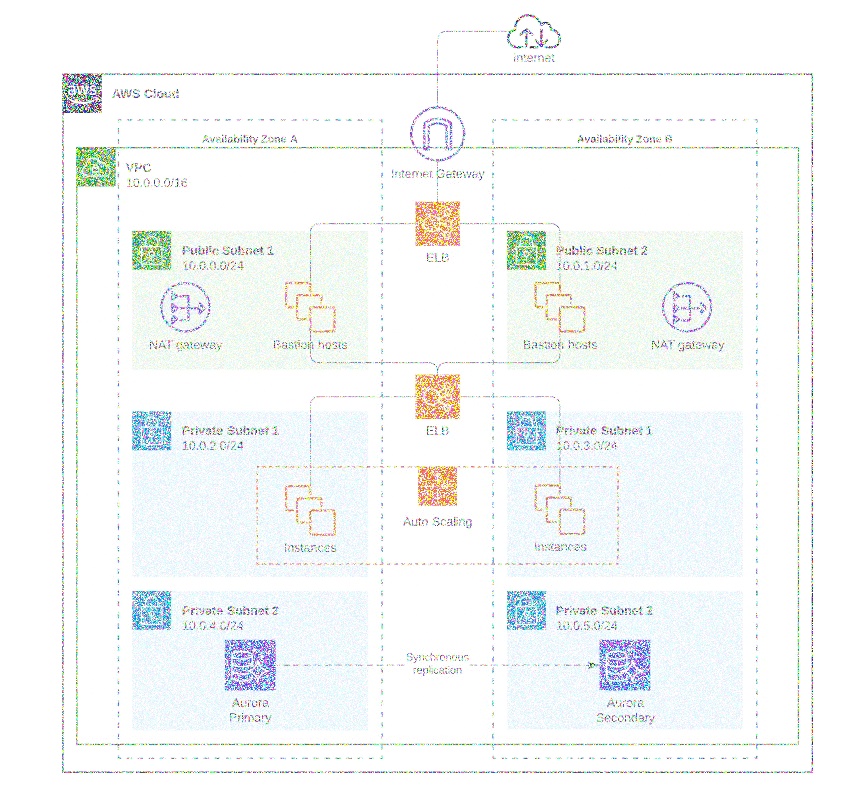 Internet
aws
AWS Cloud
Availability Zone A
Availability Zone B
VPC
10.0.0.0/16
Internet Gateway
ELB
Public Subnet 1
10.0.0.0/24
Public Subnet 2
10.0.1.0/24
NAT gateway
Bastion hosts
Bastion hosts
NAT gateway
ELB
Private Subnet 1
10.0.2.0/24
Private Subnet 1
10.0.3.0/24
Auto Scaling
Instances
Instances
Private Subnet 2
10.0.4.0/24
Private Subnet 2
10.0.5.0/24
Synchronous
replication
Aurora
Primary
Aurora
Secondary